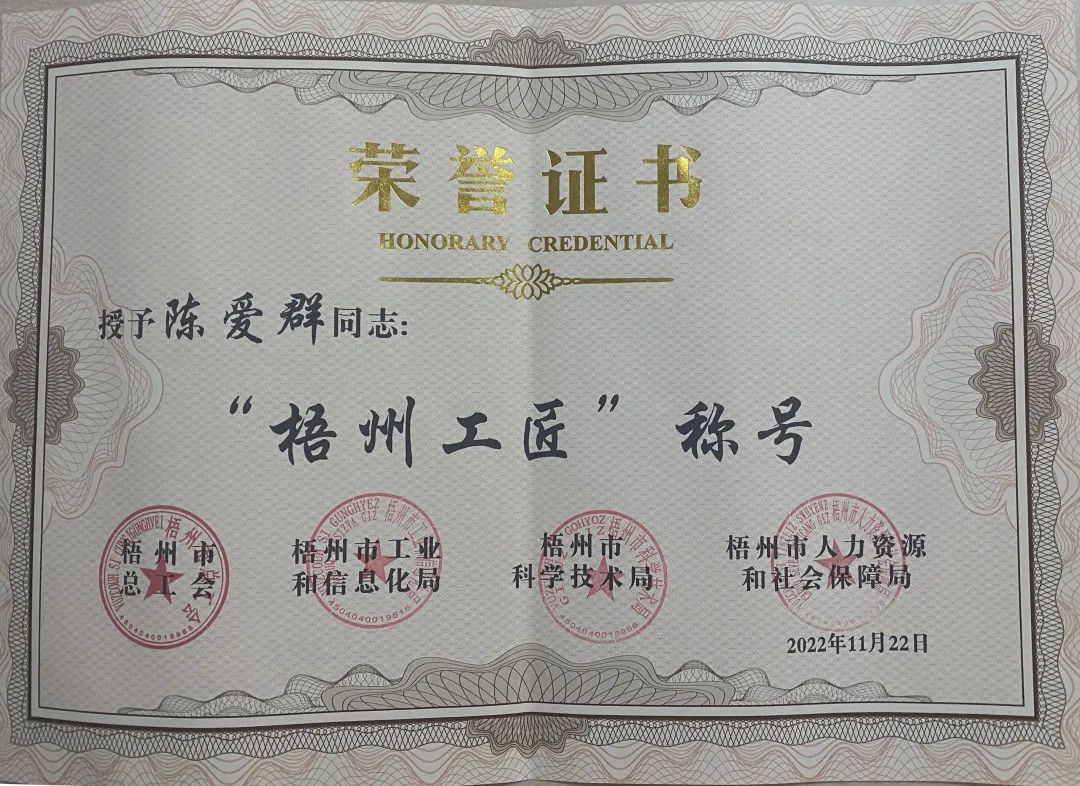 荣誉证书
HONORARY CREDENTIAL
授予陈爱群同志:
“梧州工匠”称号
梧州市
总工会
梧州市工业
和信息化局
梧州市
科学技术局
梧州市人力资源
和社会保障局
4504040019515
2022年11月22日